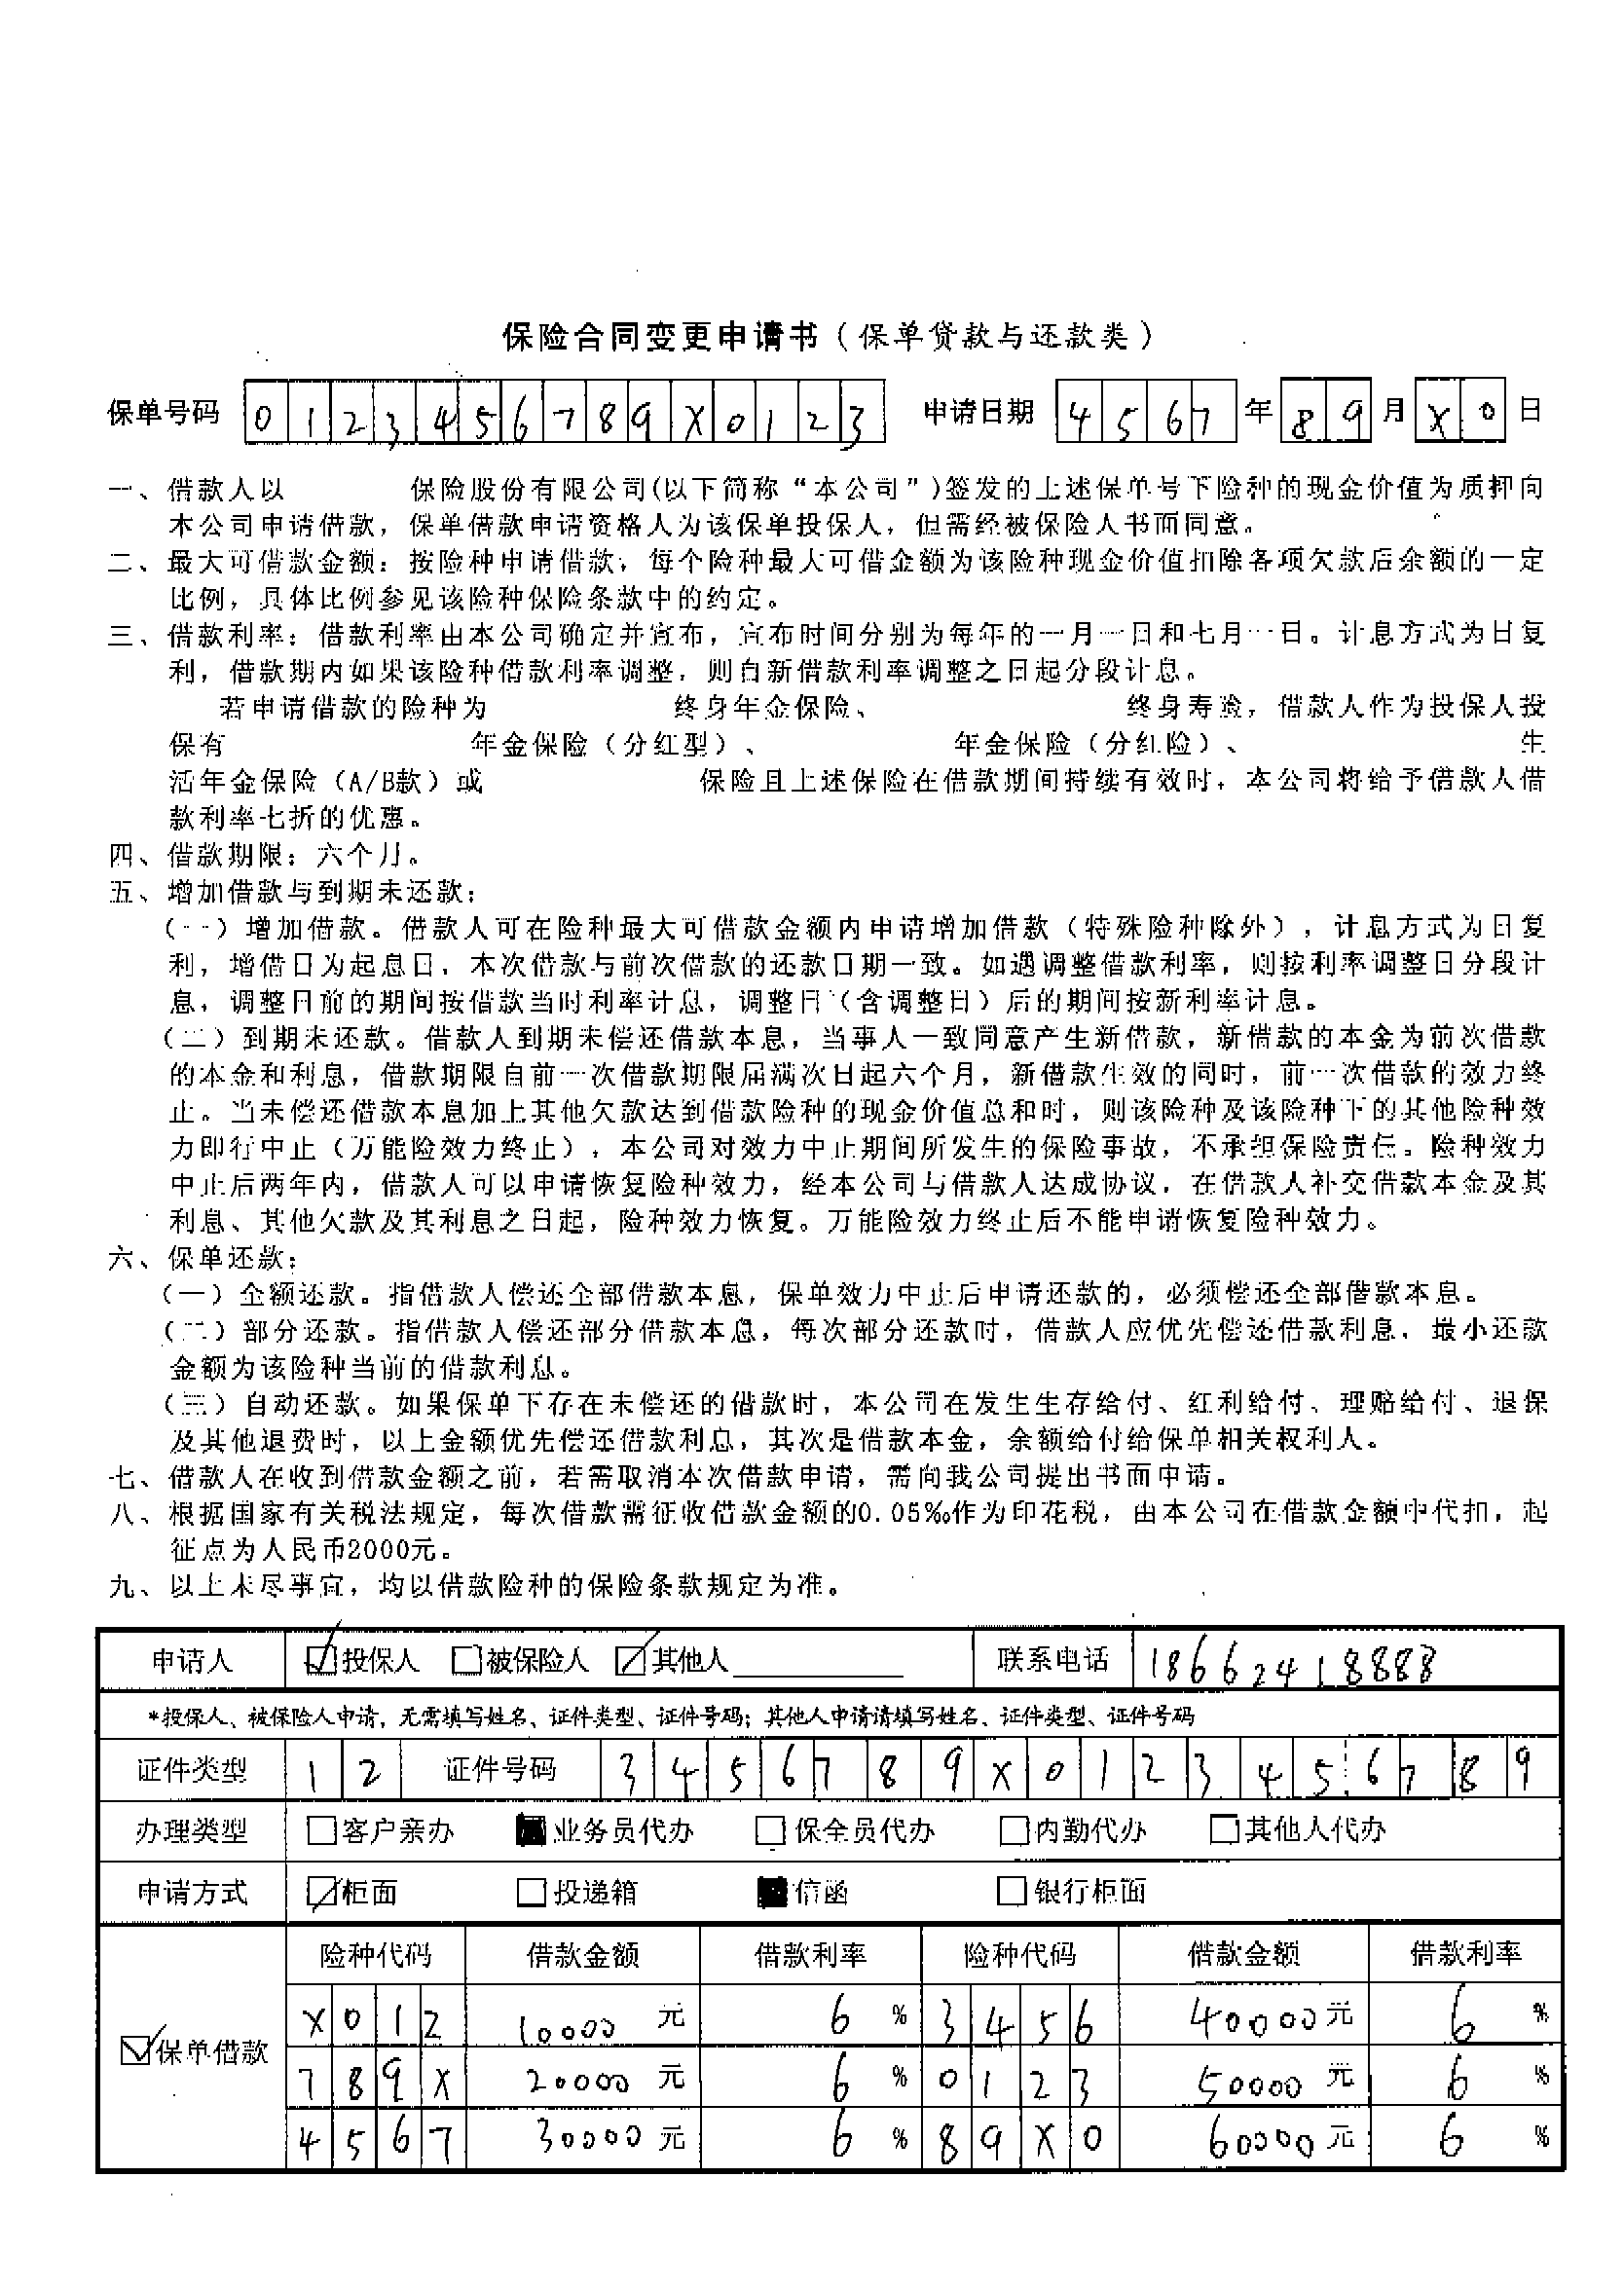 保险合同变更申请书（保单贷款与还款类）
保单号码 0 1 2 3 4 5 6 7 8 9 X 0 1 2 3 申请日期 4 5 6 7 年 8 9 月 X 0 日
一、借款人以 保险股份有限公司(以下简称“本公司”)签发的上述保单号下险种的现金价值为质押向
本公司申请借款，保单借款申请资格人为该保单投保人，但需经被保险人书面同意。
二、最大可借款金额：按险种申请借款，每个险种最大可借金额为该险种现金价值扣除各项欠款后余额的一定
比例，具体比例参见该险种保险条款中的约定。
三、借款利率：借款利率由本公司确定并宣布，宣布时间分别为每年的一月一日和七月一日。计息方式为日复
利，借款期内如果该险种借款利率调整，则自新借款利率调整之日起分段计息。
若申请借款的险种为 终身年金保险、 终身寿险，借款人作为投保人投
保有 年金保险（分红型）、 年金保险（分红险）、 生
活年金保险（A/B款）或 保险且上述保险在借款期间持续有效时，本公司将给予借款人借
款利率七折的优惠。
四、借款期限：六个月。
五、增加借款与到期未还款：
（一）增加借款。借款人可在险种最大可借款金额内申请增加借款（特殊险种除外），计息方式为日复
利，增借日为起息日，本次借款与前次借款的还款日期一致。如遇调整借款利率，则按利率调整日分段计
息，调整日前的期间按借款当时利率计息，调整日（含调整日）后的期间按新利率计息。
（二）到期未还款。借款人到期未偿还借款本息，当事人一致同意产生新借款，新借款的本金为前次借款
的本金和利息，借款期限自前一次借款期限届满次日起六个月，新借款生效的同时，前一次借款的效力终
止。当未偿还借款本息加上其他欠款达到借款险种的现金价值总和时，则该险种及该险种下的其他险种效
力即行中止（万能险效力终止），本公司对效力中止期间所发生的保险事故，不承担保险责任。险种效力
中止后两年内，借款人可以申请恢复险种效力，经本公司与借款人达成协议，在借款人补交借款本金及其
利息、其他欠款及其利息之日起，险种效力恢复。万能险效力终止后不能申请恢复险种效力。
六、保单还款：
（一）全额还款。指借款人偿还全部借款本息，保单效力中止后申请还款的，必须偿还全部借款本息。
（二）部分还款。指借款人偿还部分借款本息，每次部分还款时，借款人应优先偿还借款利息，最小还款
金额为该险种当前的借款利息。
（三）自动还款。如果保单下存在未偿还的借款时，本公司在发生生存给付、红利给付、理赔给付、退保
及其他退费时，以上金额优先偿还借款利息，其次是借款本金，余额给付给保单相关权利人。
七、借款人在收到借款金额之前，若需取消本次借款申请，需向我公司提出书面申请。
八、根据国家有关税法规定，每次借款需征收借款金额的0.05‰作为印花税，由本公司在借款金额中代扣，起
征点为人民币2000元。
九、以上未尽事宜，均以借款险种的保险条款规定为准。
申请人 ☑投保人 □被保险人 ☑其他人 联系电话 18662418888
*投保人、被保险人申请，无需填写姓名、证件类型、证件号码；其他人申请请填写姓名、证件类型、证件号码
证件类型 1 2 证件号码 3 4 5 6 7 8 9 X 0 1 2 3 4 5 6 7 8 9
办理类型 □客户亲办 ■业务员代办 □保全员代办 □内勤代办 □其他人代办
申请方式 ☑柜面 □投递箱 ■信函 □银行柜面
险种代码 借款金额 借款利率 险种代码 借款金额 借款利率
X 0 1 2 10000 元 6 % 3 4 5 6 40000 元 6 %
☑保单借款 7 8 9 X 20000 元 6 % 0 1 2 3 50000 元 6 %
4 5 6 7 30000 元 6 % 8 9 X 0 60000 元 6 %